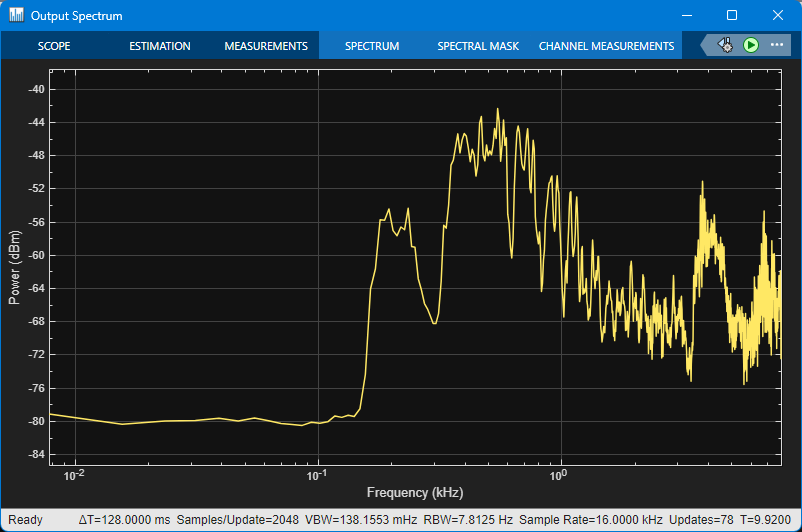 Output Spectrum
SCOPE ESTIMATION MEASUREMENTS SPECTRUM SPECTRAL MASK CHANNEL MEASUREMENTS
-40
-44
-48
-52
-56
-60
-64
-68
-72
-76
-80
-84
Power (dBm)
10-2 10-1 100
Frequency (kHz)
Ready ΔT=128.0000 ms Samples/Update=2048 VBW=138.1553 mHz RBW=7.8125 Hz Sample Rate=16.0000 kHz Updates=78 T=9.9200